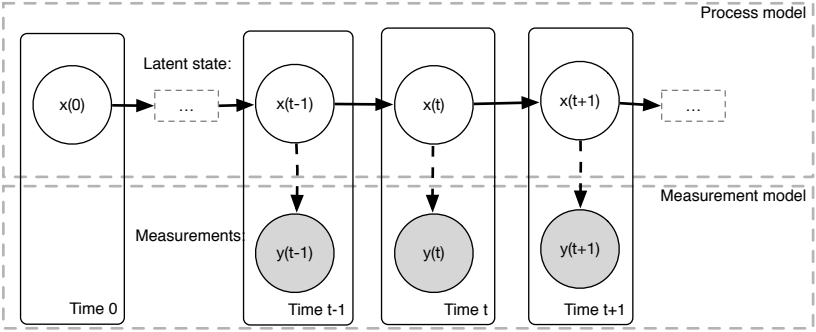 Process model
Latent state:
x(0)
...
x(t-1)
x(t)
x(t+1)
...
Measurement model
Measurements:
y(t-1)
y(t)
y(t+1)
Time 0
Time t-1
Time t
Time t+1